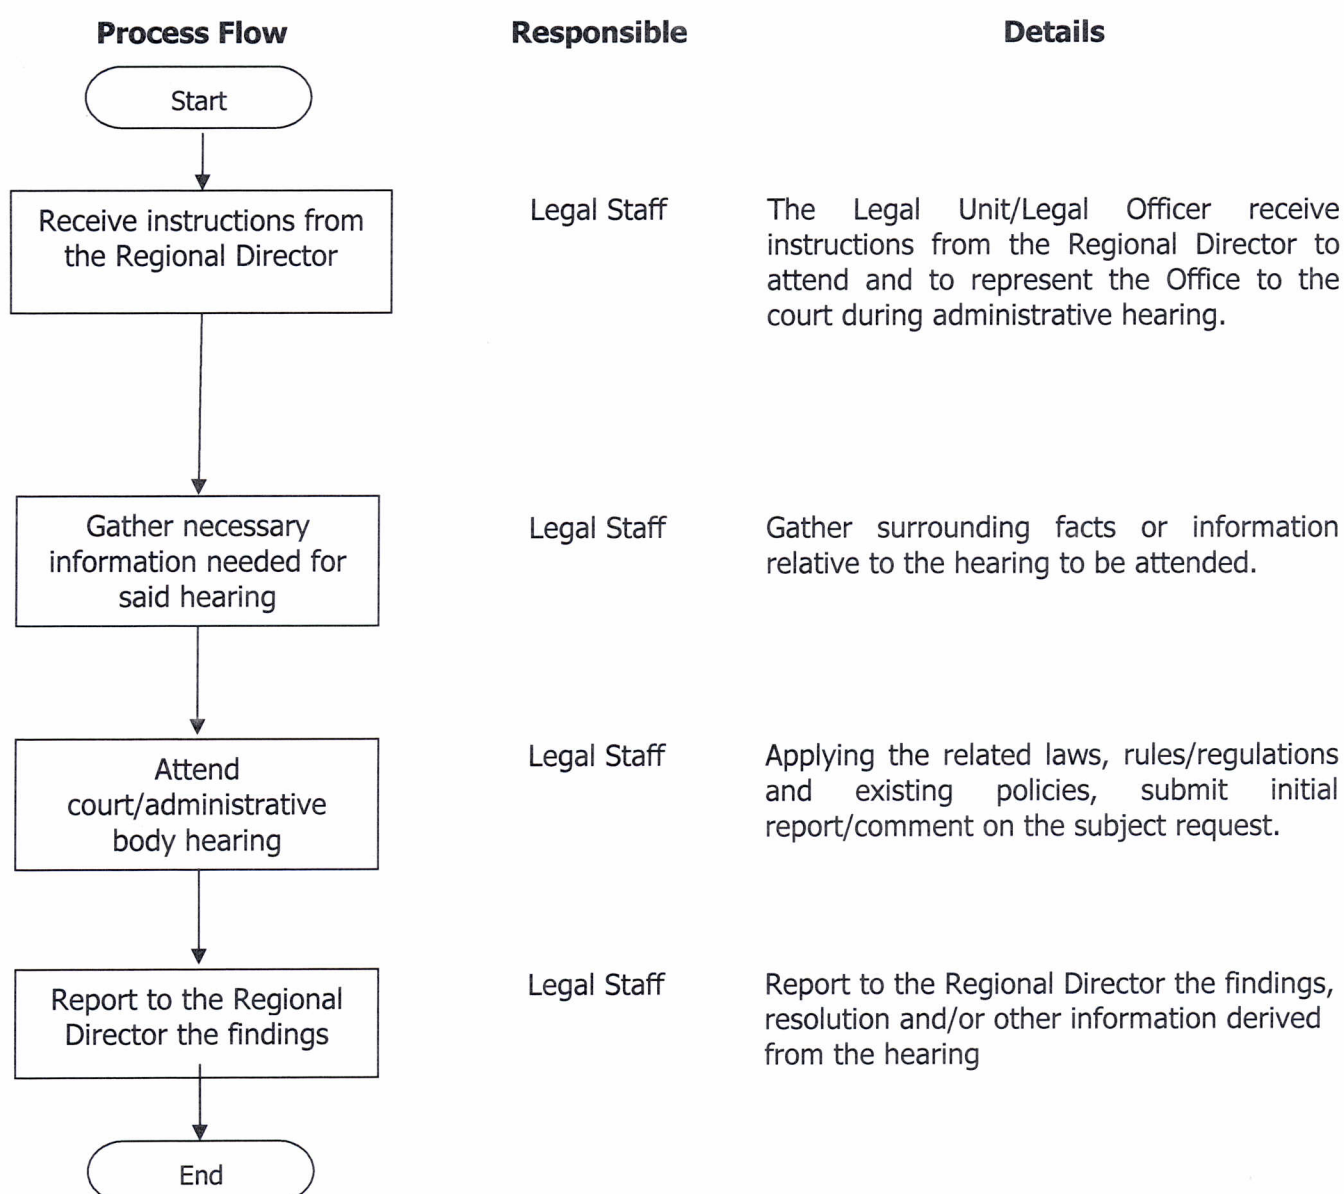 Process Flow Responsible Details
Start
Receive instructions from
the Regional Director
Legal Staff
The Legal Unit/Legal Officer receive
instructions from the Regional Director to
attend and to represent the Office to the
court during administrative hearing.
Gather necessary
information needed for
said hearing
Legal Staff
Gather surrounding facts or information
relative to the hearing to be attended.
Attend
court/administrative
body hearing
Legal Staff
Applying the related laws, rules/regulations
and existing policies, submit initial
report/comment on the subject request.
Report to the Regional
Director the findings
Legal Staff
Report to the Regional Director the findings,
resolution and/or other information derived
from the hearing
End